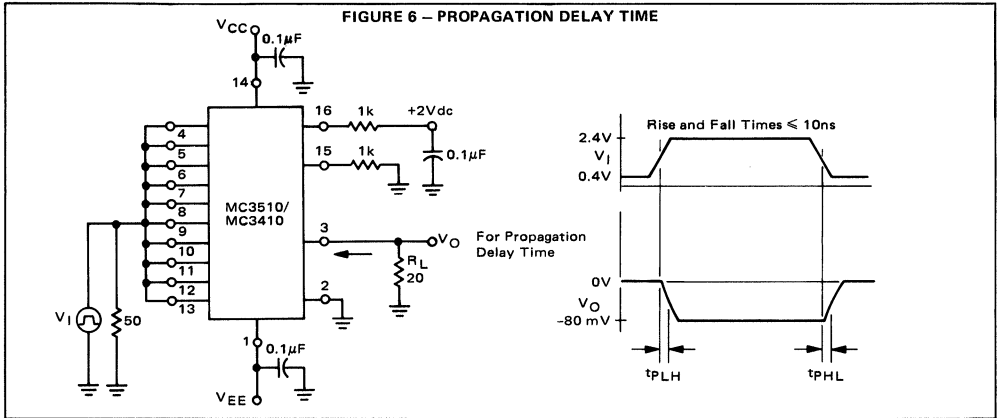 FIGURE 6 – PROPAGATION DELAY TIME
VCC
0.1μF
14
16
1k
+2Vdc
0.1μF
15
1k
4
5
6
7
8
9
10
11
12
13
MC3510/
MC3410
3
VO
For Propagation
Delay Time
RL
20
2
VI
50
1
0.1μF
VEE
Rise and Fall Times ≤ 10ns
2.4V
VI
0.4V
0V
VO
–80 mV
tPLH
tPHL